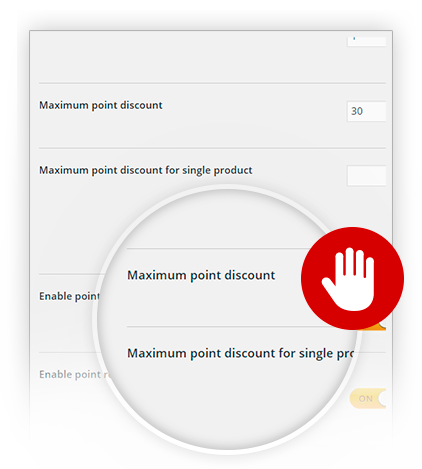 Maximum point discount
30
Maximum point discount for single product
Maximum point discount
Enable point
Maximum point discount for single pro
Enable point
ON